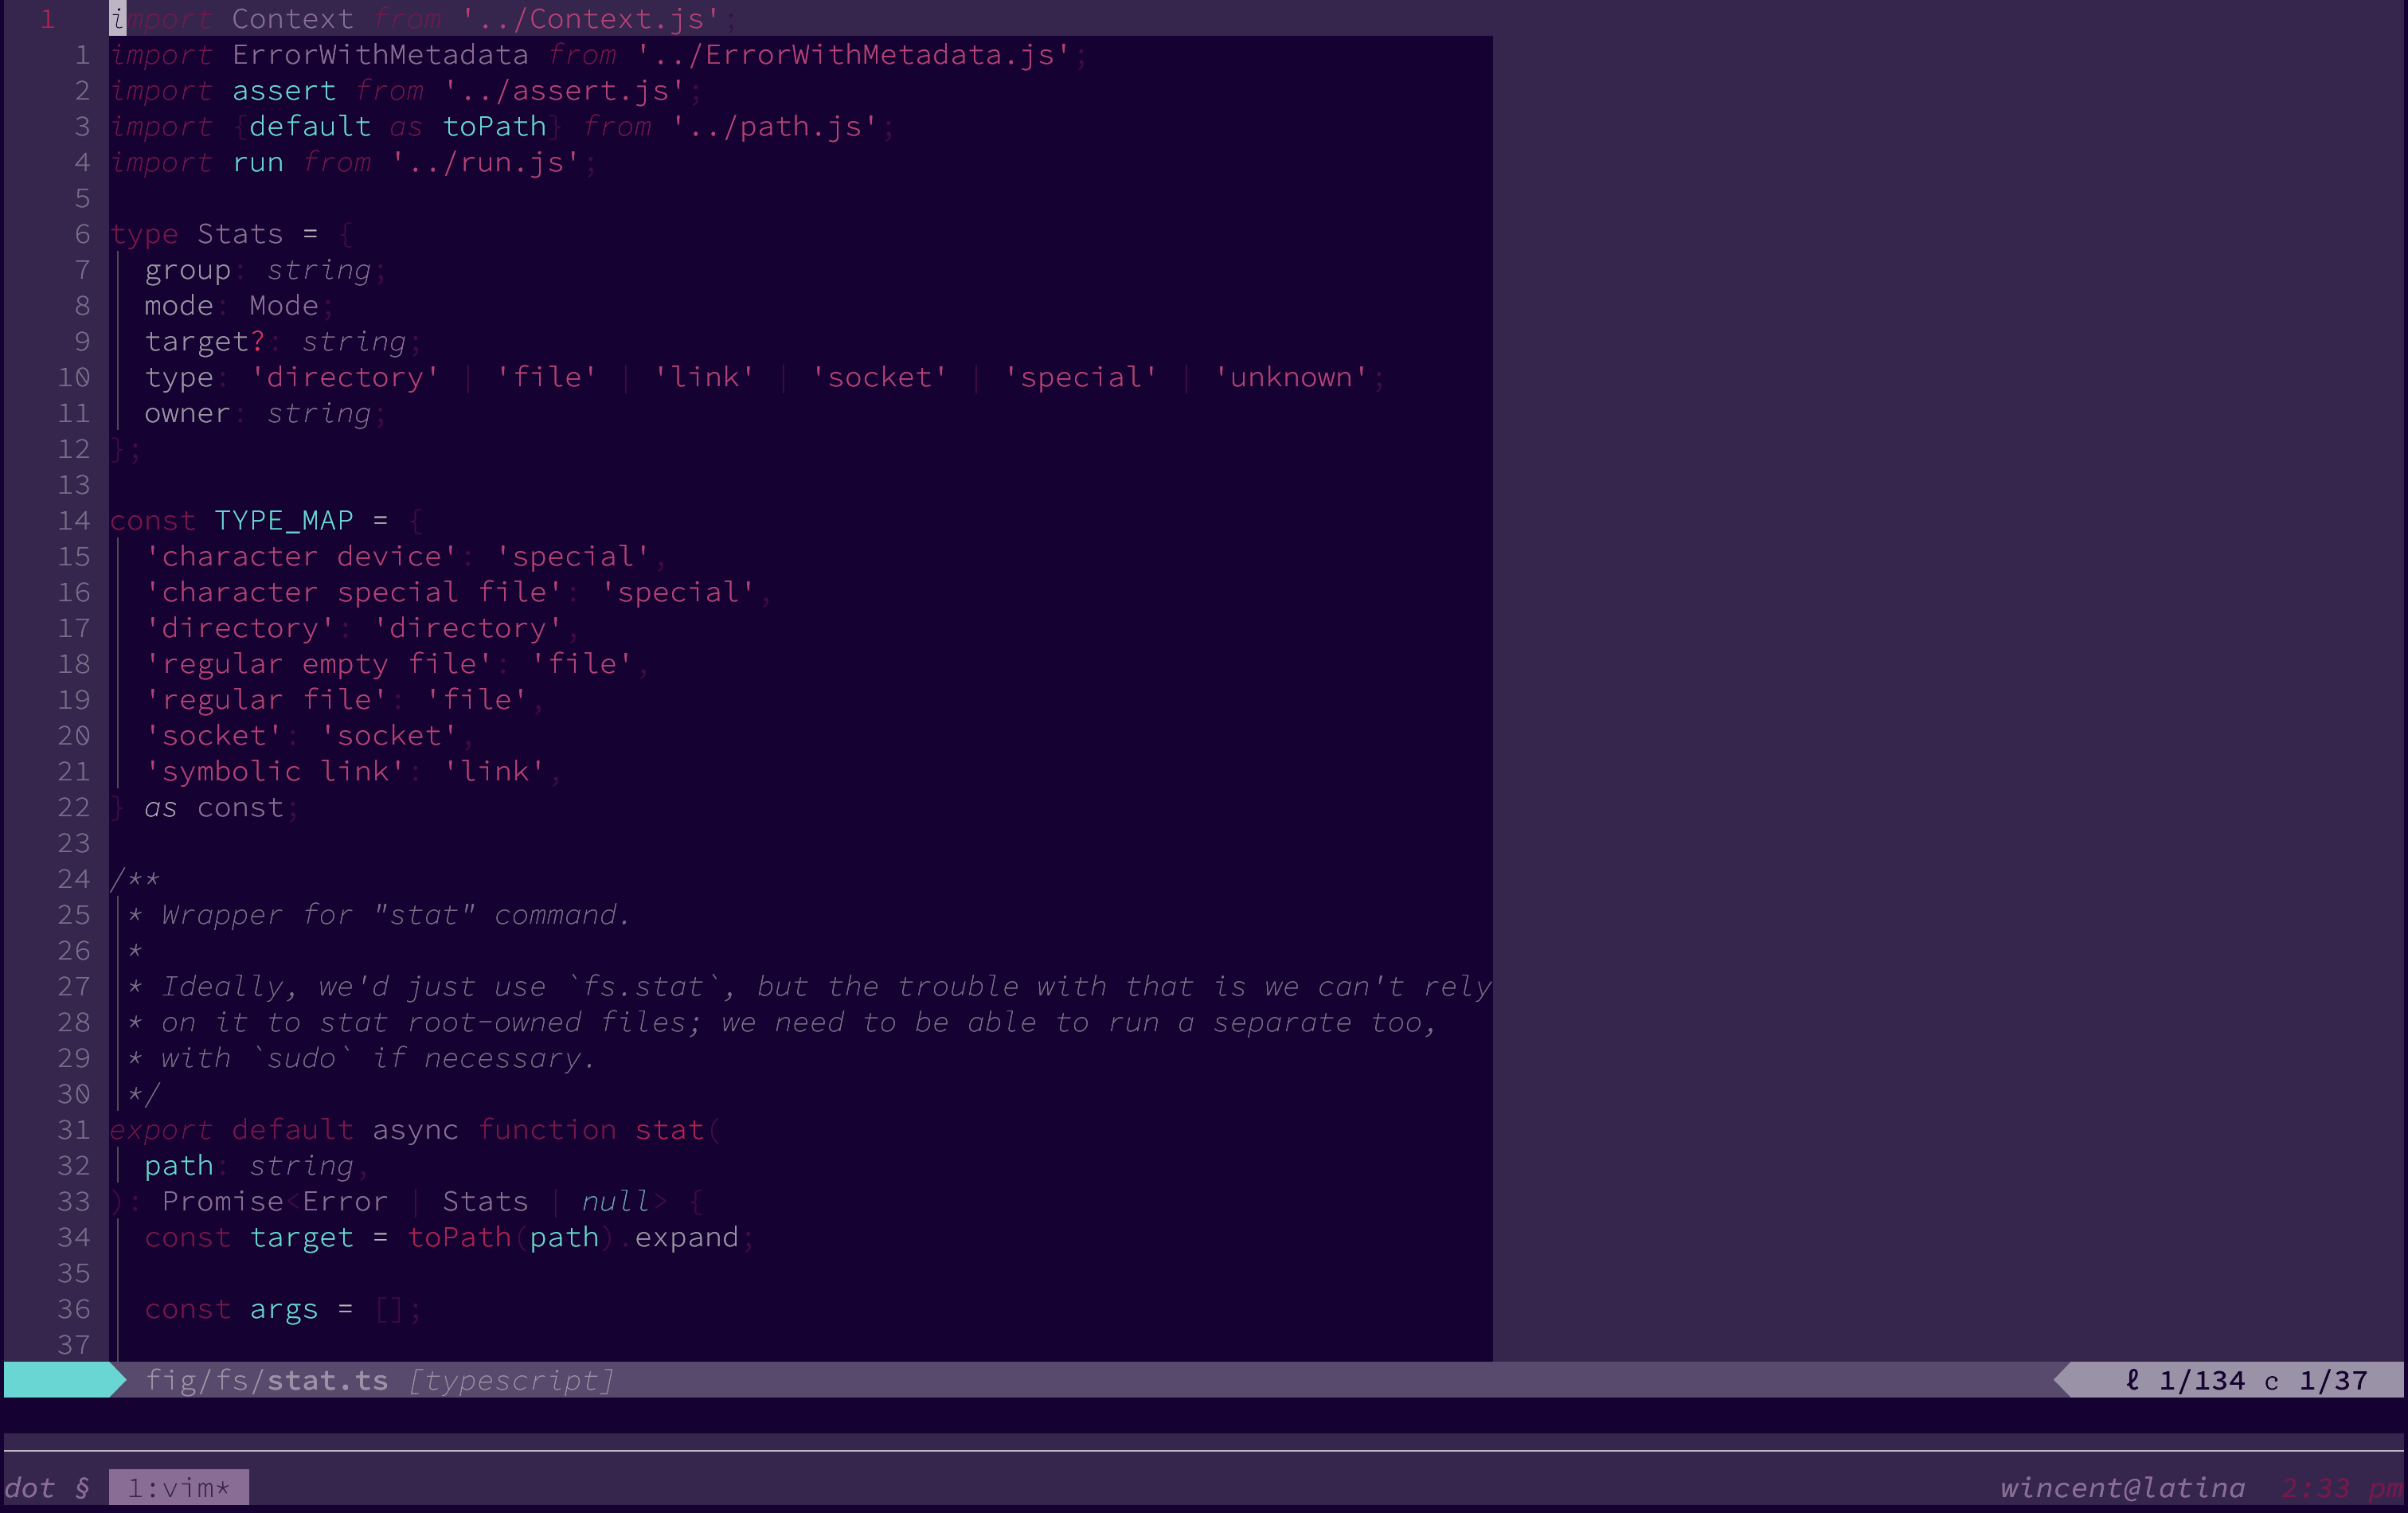 1 import Context from '../Context.js';
1 import ErrorWithMetadata from '../ErrorWithMetadata.js';
2 import assert from '../assert.js';
3 import {default as toPath} from '../path.js';
4 import run from '../run.js';
5
6 type Stats = {
7 group: string;
8 mode: Mode;
9 target?: string;
10 type: 'directory' | 'file' | 'link' | 'socket' | 'special' | 'unknown';
11 owner: string;
12 };
13
14 const TYPE_MAP = {
15 'character device': 'special',
16 'character special file': 'special',
17 'directory': 'directory',
18 'regular empty file': 'file',
19 'regular file': 'file',
20 'socket': 'socket',
21 'symbolic link': 'link',
22 } as const;
23
24 /**
25 * Wrapper for "stat" command.
26 *
27 * Ideally, we'd just use `fs.stat`, but the trouble with that is we can't rely
28 * on it to stat root-owned files; we need to be able to run a separate too,
29 * with `sudo` if necessary.
30 */
31 export default async function stat(
32 path: string,
33 ): Promise<Error | Stats | null> {
34 const target = toPath(path).expand;
35
36 const args = [];
37
fig/fs/stat.ts [typescript] ℓ 1/134 c 1/37
dot § 1:vim* wincent@latina 2:33 pm